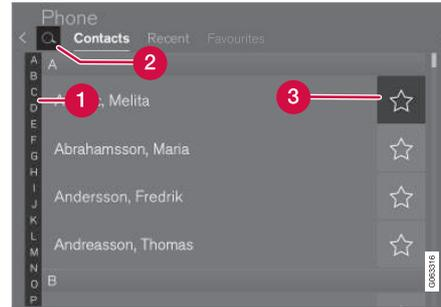 Phone
Contacts Recent Favourites
2
A
A
B
C
D
E
F
G
H
I
J
K
L
M
N
O
P
1
, Melita
3
Abrahamsson, Maria
Andersson, Fredrik
Andreasson, Thomas
B
G063316